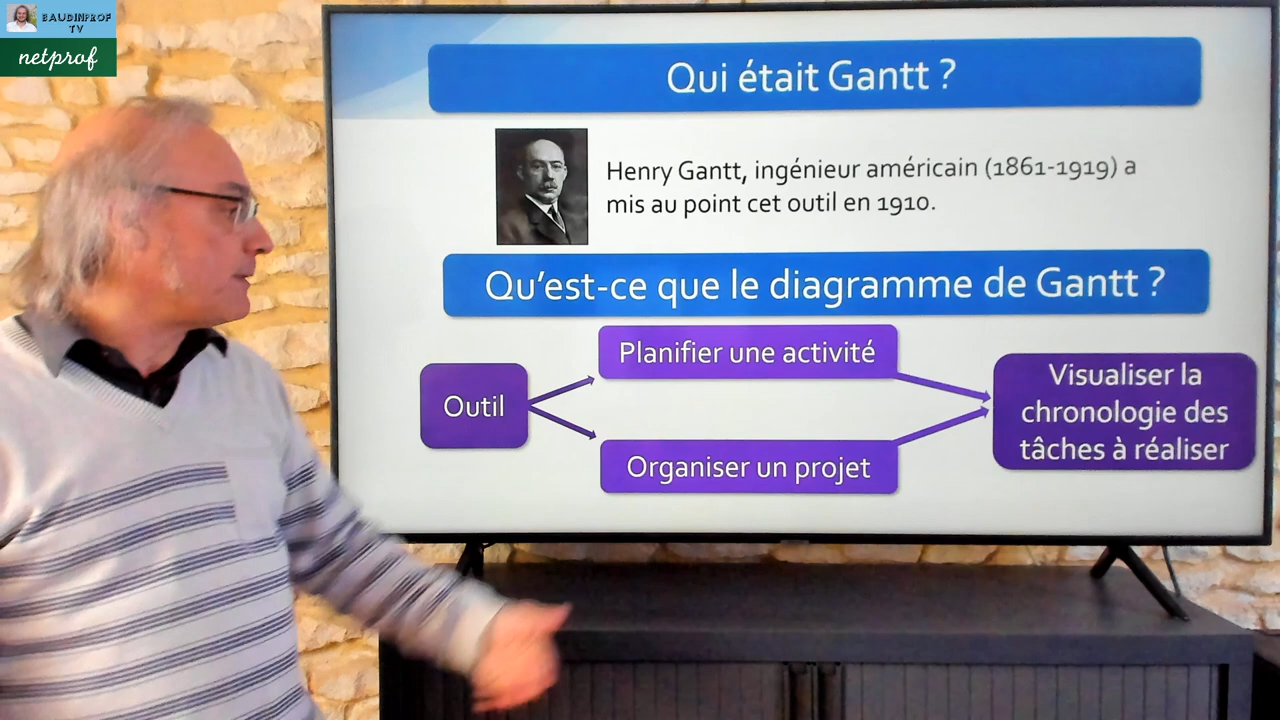 BAUDINPROF
TV
netprof
Qui était Gantt ?
Henry Gantt, ingénieur américain (1861-1919) a
mis au point cet outil en 1910.
Qu'est-ce que le diagramme de Gantt ?
Outil
Planifier une activité
Organiser un projet
Visualiser la
chronologie des
tâches à réaliser